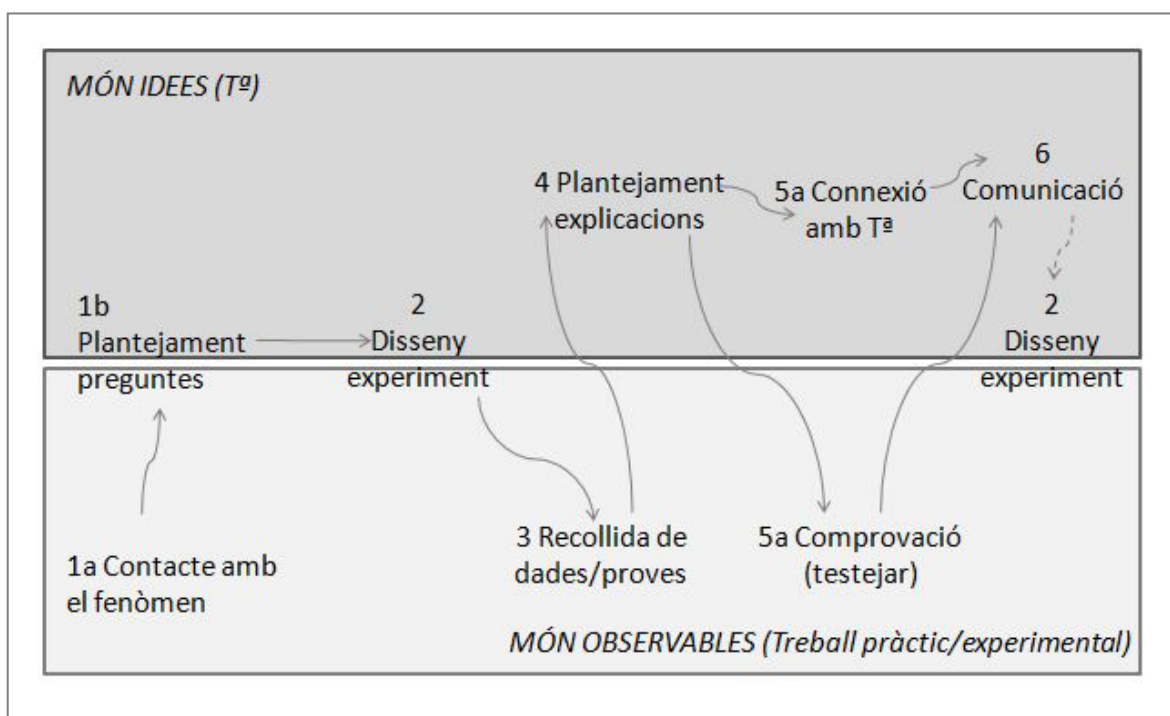 MÓN IDEES (Tª)
6
4 Plantejament
explicacions
5a Connexió
amb Tª
Comunicació
1b
Plantejament
preguntes
2
Disseny
experiment
2
Disseny
experiment
1a Contacte amb
el fenòmen
3 Recollida de
dades/proves
5a Comprovació
(testejar)
MÓN OBSERVABLES (Treball pràctic/experimental)